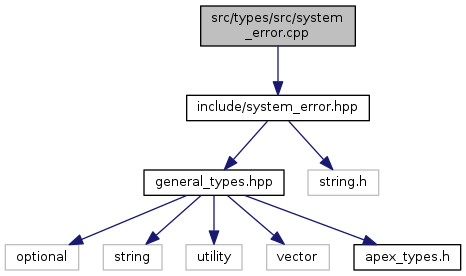 src/types/src/system
_error.cpp
include/system_error.hpp
general_types.hpp
string.h
optional
string
utility
vector
apex_types.h